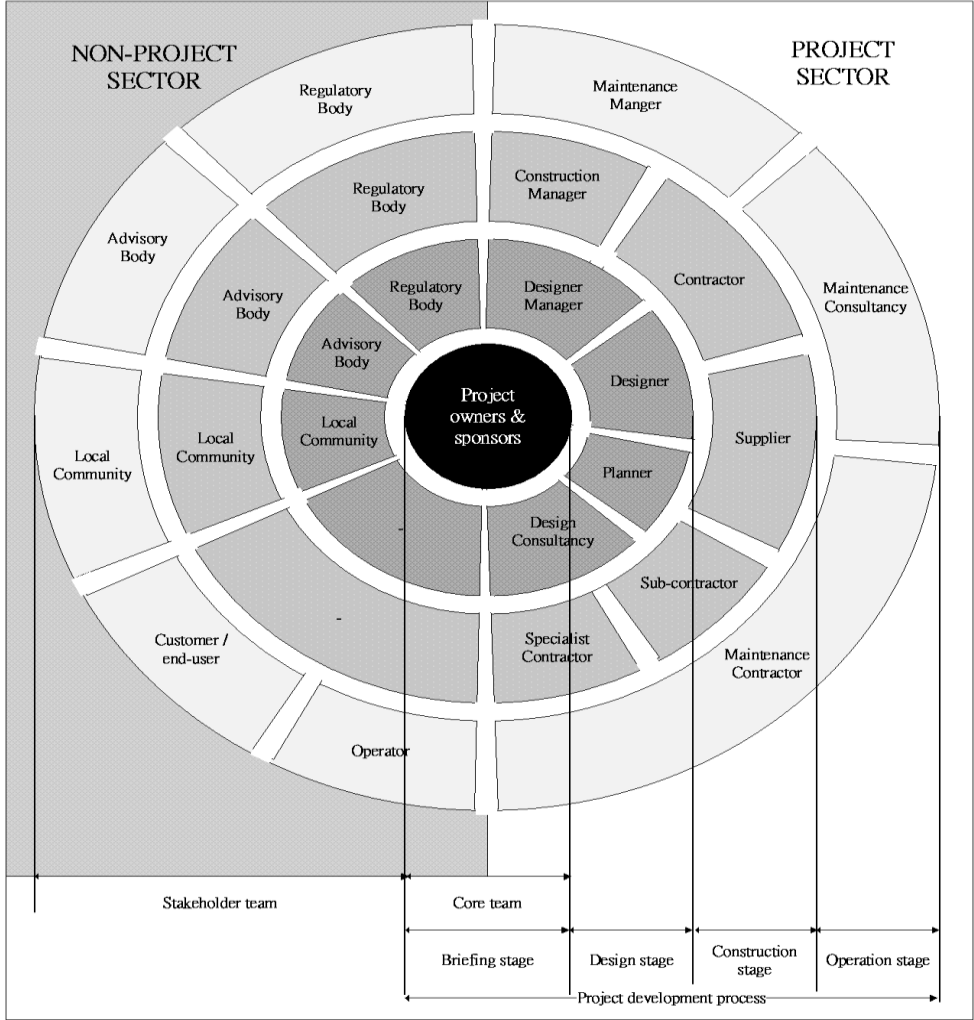 NON-PROJECT
SECTOR
PROJECT
SECTOR
Regulatory
Body
Maintenance
Manger
Advisory
Body
Regulatory
Body
Construction
Manager
Contractor
Maintenance
Consultancy
Advisory
Body
Regulatory
Body
Designer
Manager
Advisory
Body
Designer
Project
owners &
sponsors
Local
Community
Local
Community
Local
Community
Planner
Supplier
Design
Consultancy
-
-
Sub-contractor
Customer /
end-user
Specialist
Contractor
Maintenance
Contractor
Operator
Stakeholder team
Core team
Briefing stage
Design stage
Construction
stage
Operation stage
Project development process